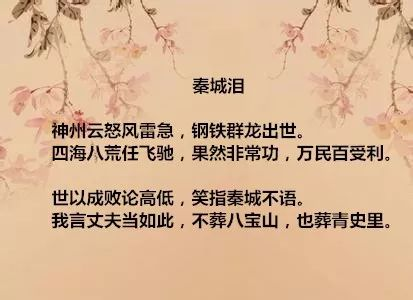 秦城泪
神州云怒风雷急，钢铁群龙出世。
四海八荒任飞驰，果然非常功，万民百受利。
世以成败论高低，笑指秦城不语。
我言丈夫当如此，不葬八宝山，也葬青史里。